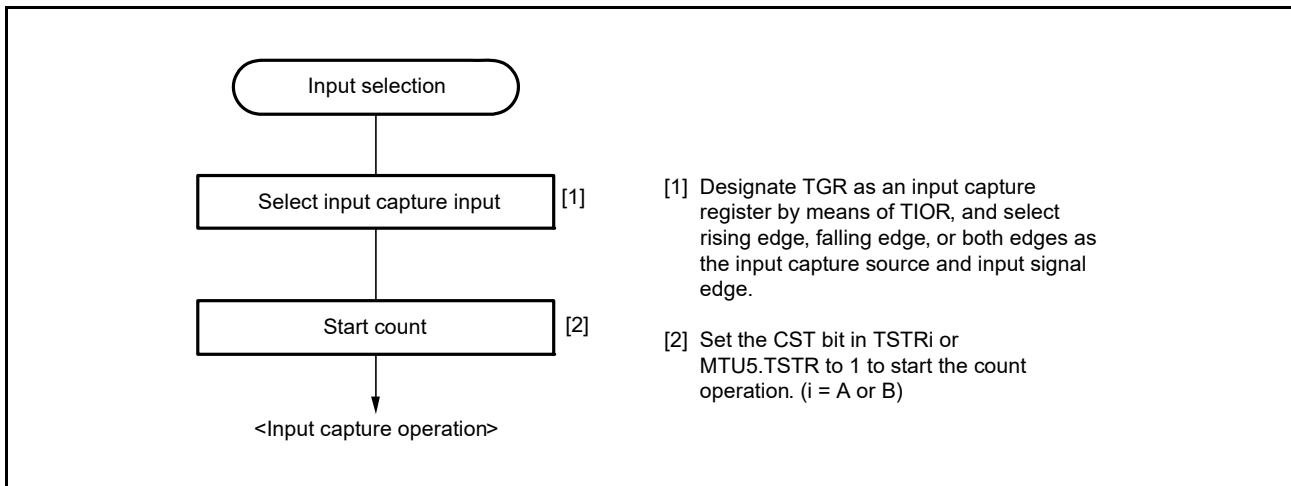 Input selection
Select input capture input
[1]
Start count
[2]
<Input capture operation>
[1] Designate TGR as an input capture
register by means of TIOR, and select
rising edge, falling edge, or both edges as
the input capture source and input signal
edge.
[2] Set the CST bit in TSTRi or
MTU5.TSTR to 1 to start the count
operation. (i = A or B)